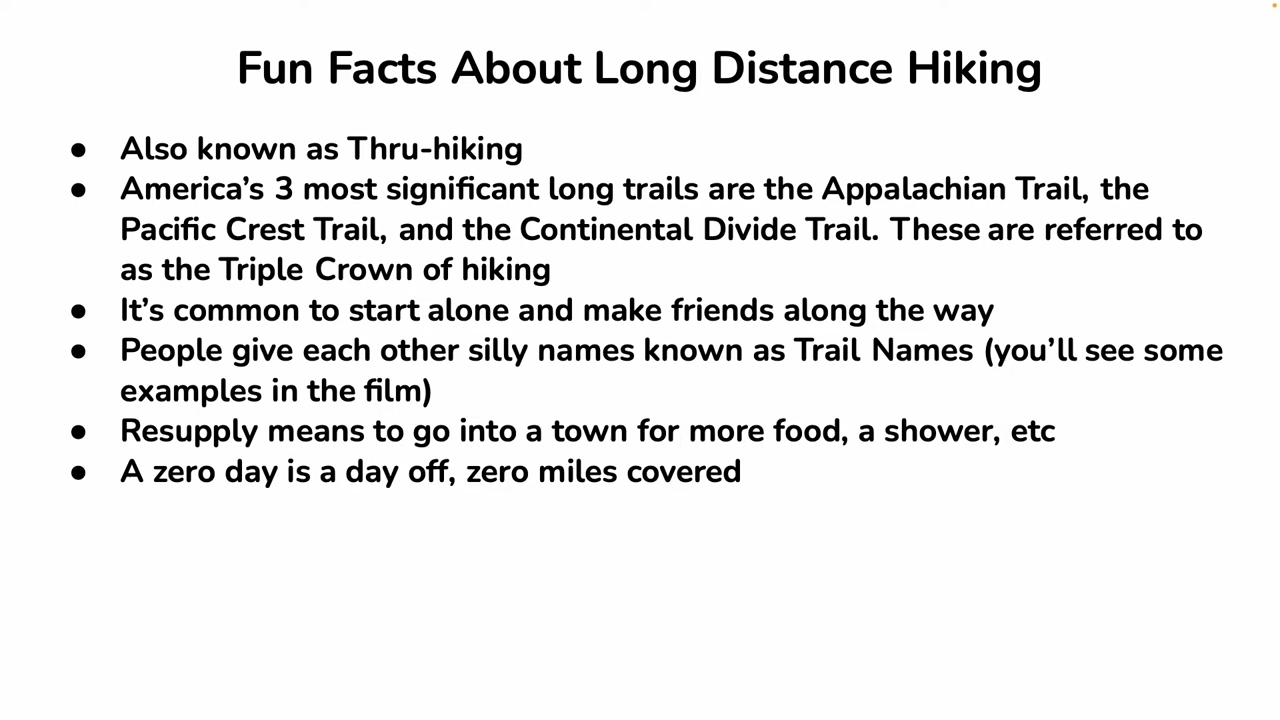 Fun Facts About Long Distance Hiking
● Also known as Thru-hiking
● America’s 3 most significant long trails are the Appalachian Trail, the
Pacific Crest Trail, and the Continental Divide Trail. These are referred to
as the Triple Crown of hiking
● It’s common to start alone and make friends along the way
● People give each other silly names known as Trail Names (you’ll see some
examples in the film)
● Resupply means to go into a town for more food, a shower, etc
● A zero day is a day off, zero miles covered